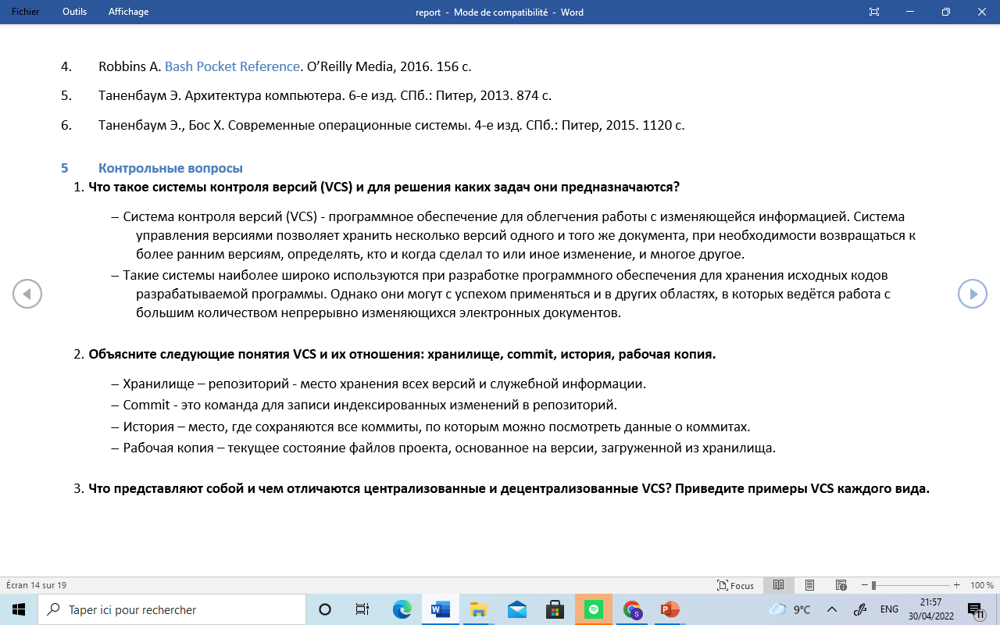 Fichier Outils Affichage report - Mode de compatibilité - Word
4. Robbins A. Bash Pocket Reference. O’Reilly Media, 2016. 156 с.
5. Таненбаум Э. Архитектура компьютера. 6-е изд. СПб.: Питер, 2013. 874 с.
6. Таненбаум Э., Бос Х. Современные операционные системы. 4-е изд. СПб.: Питер, 2015. 1120 с.
5 Контрольные вопросы
1. Что такое системы контроля версий (VCS) и для решения каких задач они предназначаются?
– Система контроля версий (VCS) - программное обеспечение для облегчения работы с изменяющейся информацией. Система
управления версиями позволяет хранить несколько версий одного и того же документа, при необходимости возвращаться к
более ранним версиям, определять, кто и когда сделал то или иное изменение, и многое другое.
– Такие системы наиболее широко используются при разработке программного обеспечения для хранения исходных кодов
разрабатываемой программы. Однако они могут с успехом применяться и в других областях, в которых ведётся работа с
большим количеством непрерывно изменяющихся электронных документов.
2. Объясните следующие понятия VCS и их отношения: хранилище, commit, история, рабочая копия.
– Хранилище – репозиторий - место хранения всех версий и служебной информации.
– Commit - это команда для записи индексированных изменений в репозиторий.
– История – место, где сохраняются все коммиты, по которым можно посмотреть данные о коммитах.
– Рабочая копия – текущее состояние файлов проекта, основанное на версии, загруженной из хранилища.
3. Что представляют собой и чем отличаются централизованные и децентрализованные VCS? Приведите примеры VCS каждого вида.
Écran 14 sur 19 Focus 100 %
Taper ici pour rechercher S 9°C ENG 21:57
30/04/2022 11